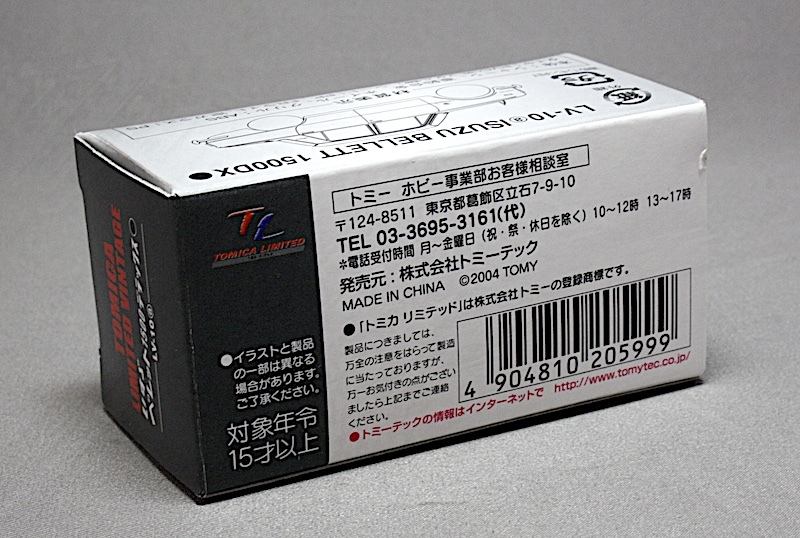 LV-10ⓐ ISUZU BELLETT 1500DX
TOMICA
LIMITED VINTAGE
LV-10ⓐ
TL
TOMICA LIMITED
●イラストと製品
の一部は異なる
場合があります。
ご了承ください。
対象年令
15才以上
トミー ホビー事業部お客様相談室
〒124-8511 東京都葛飾区立石7-9-10
TEL 03-3695-3161(代)
*電話受付時間 月〜金曜日(祝・祭・休日を除く)10〜12時 13〜17時
発売元:株式会社トミーテック
MADE IN CHINA ©2004 TOMY
●「トミカ リミテッド」は株式会社トミーの登録商標です。
製品につきましては、
万全の注意をはらって製造
に当たっておりますが、
万一お気付きの点がござい
ましたら上記までご連絡
ください。
4 904810 205999
●トミーテックの情報はインターネットで http://www.tomytec.co.jp/